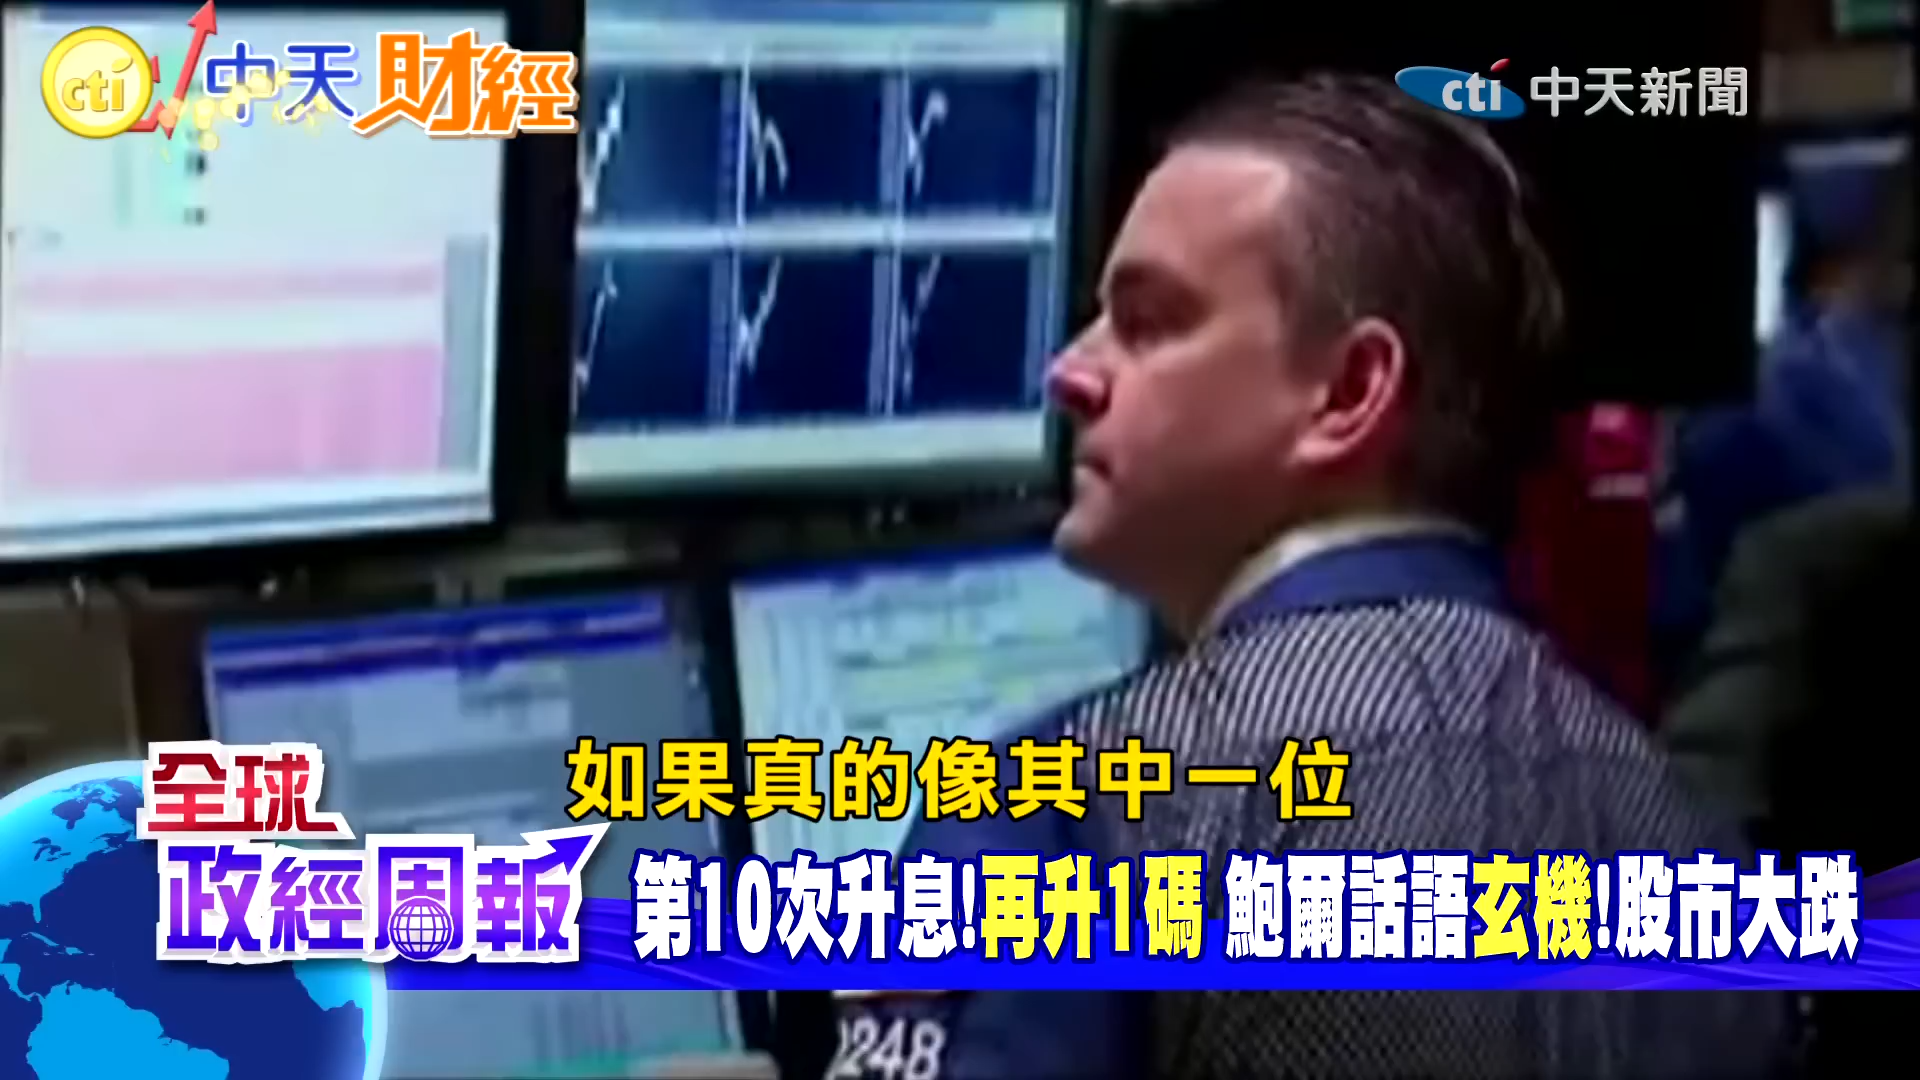 cti 中天財經
cti 中天新聞
如果真的像其中一位
全球
政經周報
第10次升息!再升1碼 鮑爾話語玄機!股市大跌
0248